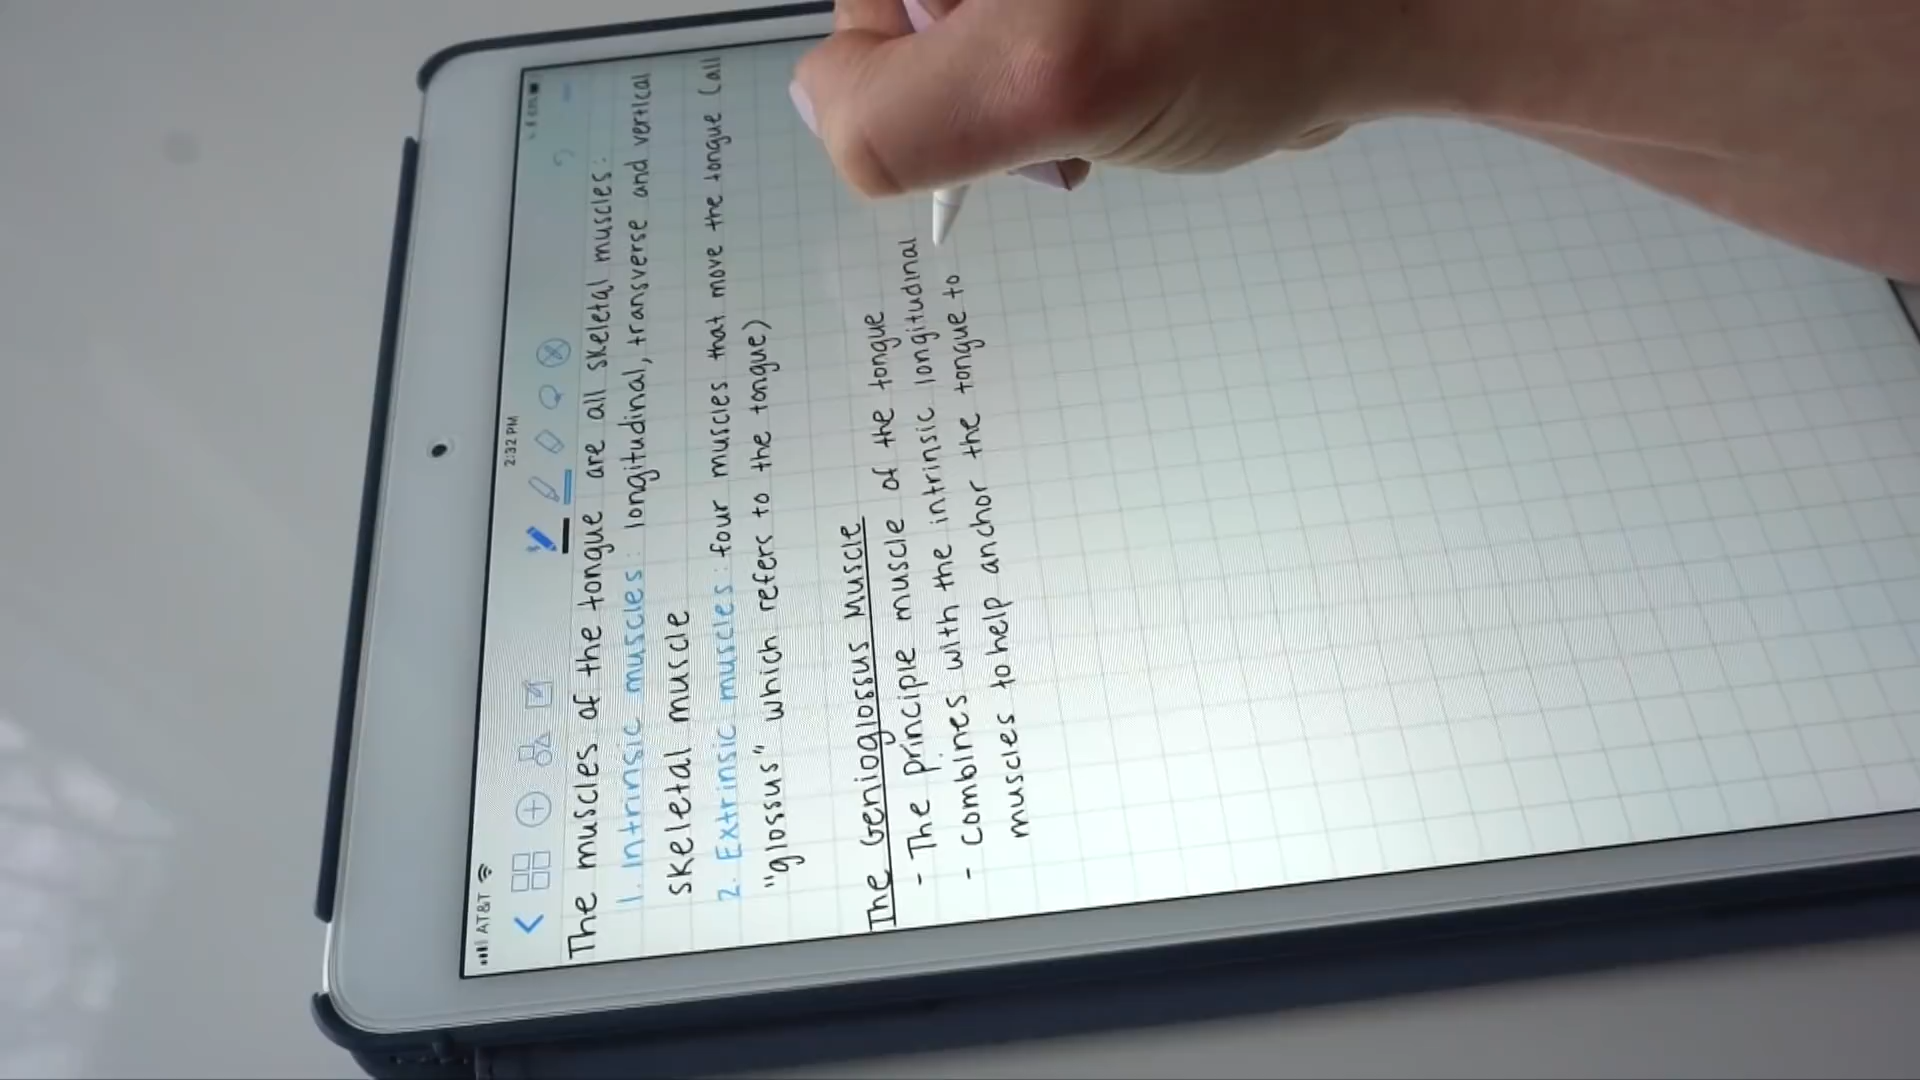 AT&T
2:32 PM
The muscles of the tongue are all skeletal muscles:
1. Intrinsic muscles: longitudinal, transverse and vertical
skeletal muscle
2. Extrinsic muscles: four muscles that move the tongue (all
"glossus" which refers to the tongue)
The Genioglossus Muscle
- The principle muscle of the tongue
- Combines with the intrinsic longitudinal
muscles to help anchor the tongue to